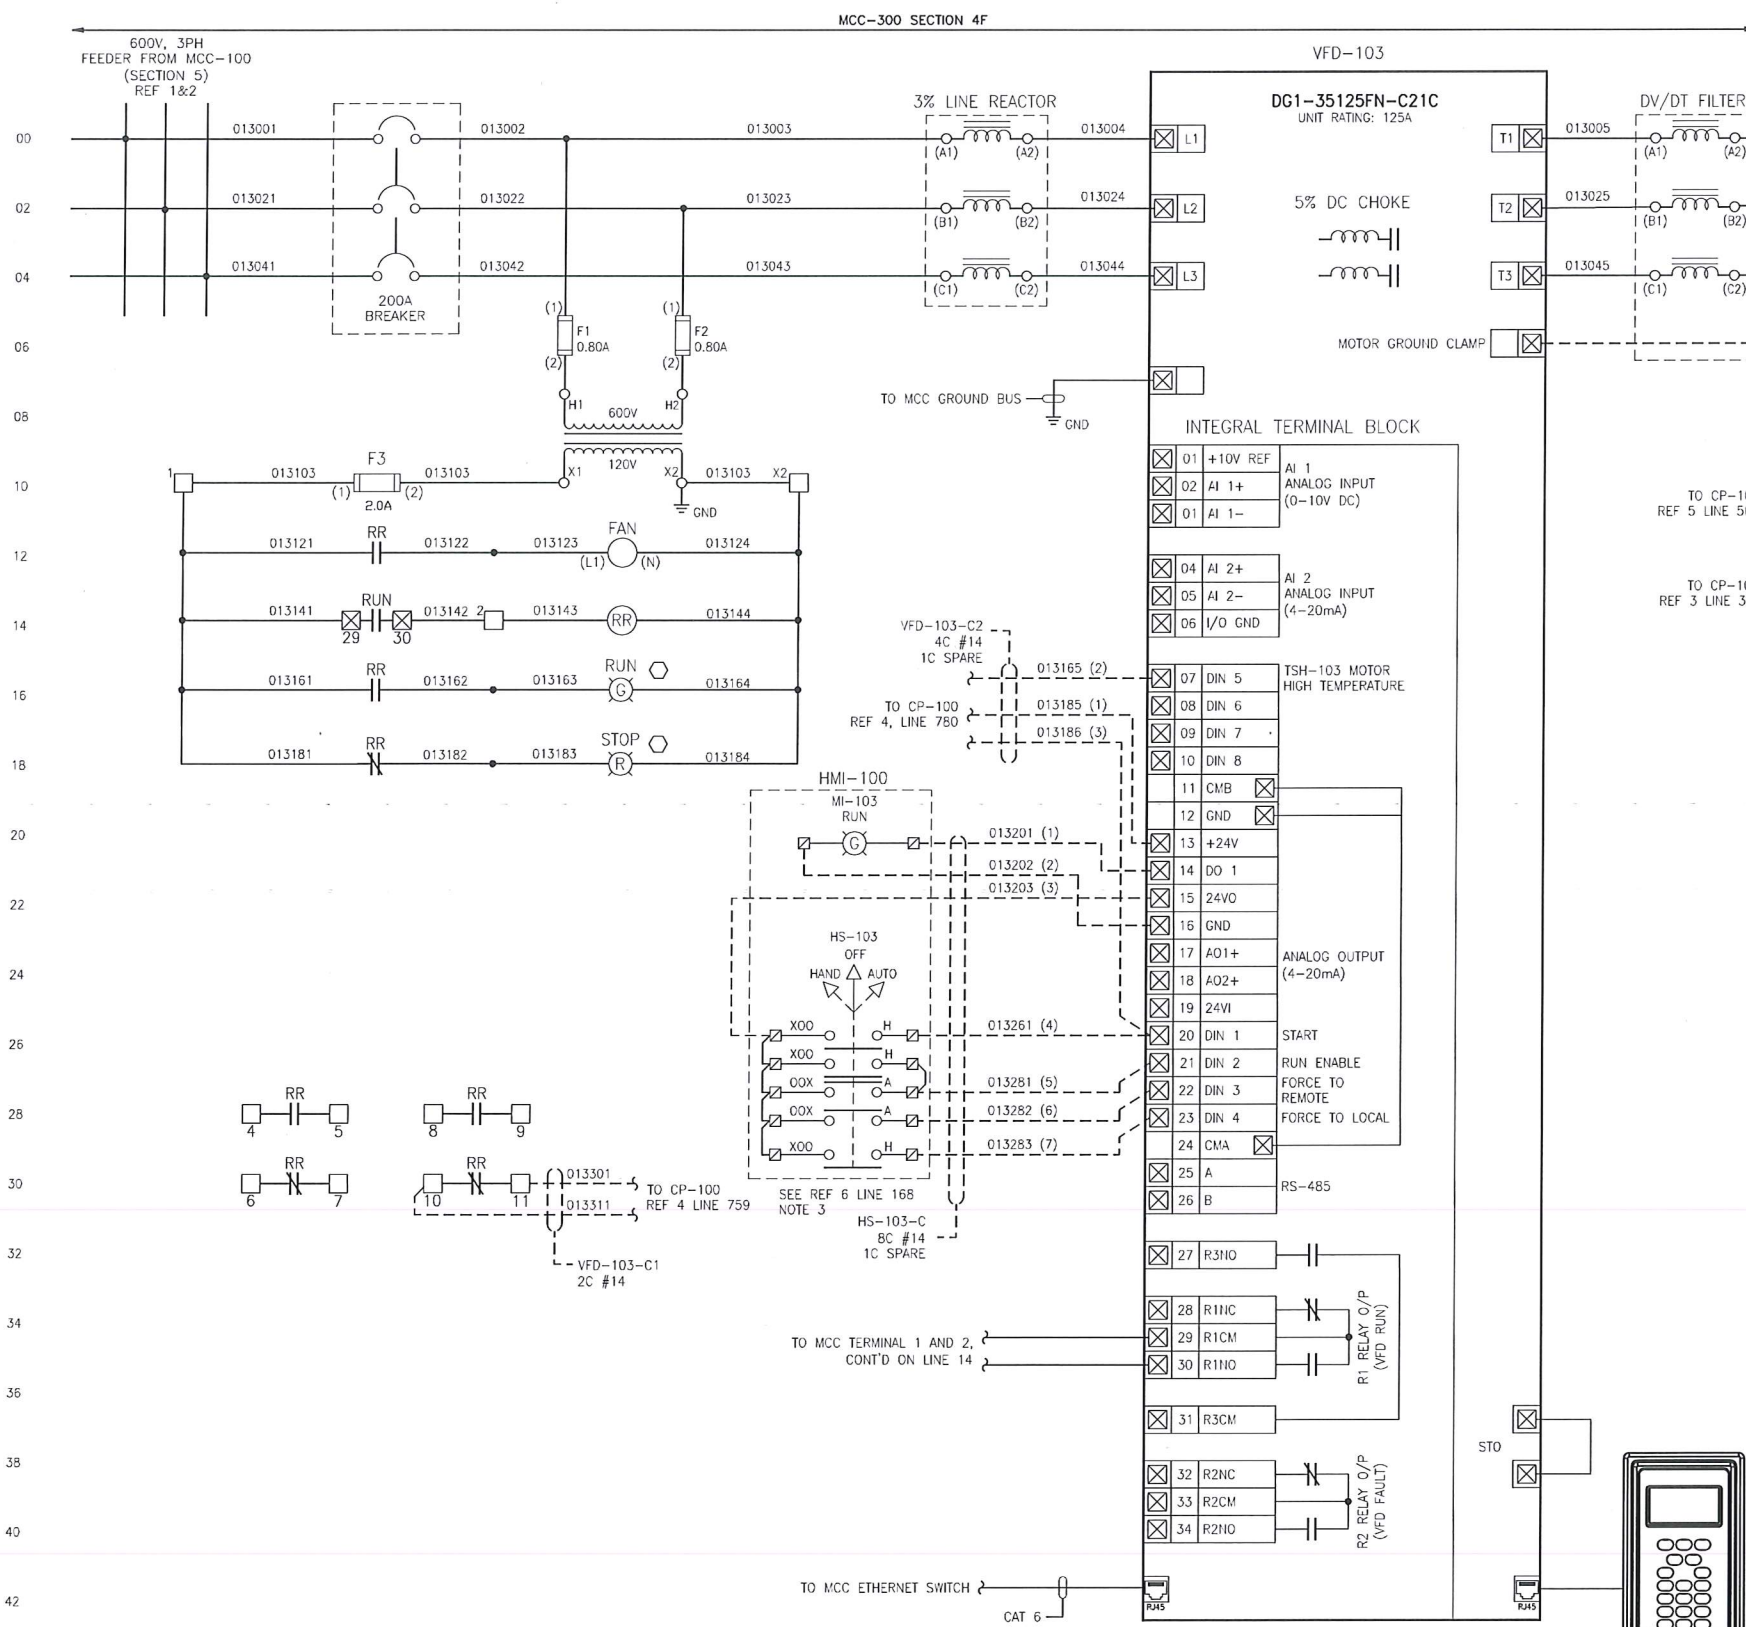 MCC-300 SECTION 4F
600V, 3PH
FEEDER FROM MCC-100
(SECTION 5)
REF 1&2
VFD-103
DG1-35125FN-C21C
UNIT RATING: 125A
3% LINE REACTOR
DV/DT FILTER
00
013001
013002
013003
(A1)
(A2)
013004
L1
T1
013005
(A1)
(A2)
02
013021
013022
013023
(B1)
(B2)
013024
L2
5% DC CHOKE
T2
013025
(B1)
(B2)
04
013041
013042
013043
(C1)
(C2)
013044
L3
T3
013045
(C1)
(C2)
200A
BREAKER
(1)
F1
0.80A
(2)
(1)
F2
0.80A
(2)
06
MOTOR GROUND CLAMP
TO MCC GROUND BUS
GND
08
H1
600V
H2
120V
X1
X2
GND
10
1
013103
F3
(1)
(2)
2.0A
013103
013103
X2
12
013121
RR
013122
013123
FAN
(L1)
(N)
013124
14
013141
RUN
29
30
013142
2
013143
RR
013144
16
013161
RR
013162
013163
RUN
G
013164
18
013181
RR
013182
013183
STOP
R
013184
INTEGRAL TERMINAL BLOCK
01 +10V REF
02 AI 1+
01 AI 1-
AI 1
ANALOG INPUT
(0-10V DC)
04 AI 2+
05 AI 2-
06 I/O GND
AI 2
ANALOG INPUT
(4-20mA)
VFD-103-C2
4C #14
1C SPARE
013165 (2)
TO CP-100
REF 4, LINE 780
013185 (1)
013186 (3)
07 DIN 5
TSH-103 MOTOR
HIGH TEMPERATURE
08 DIN 6
09 DIN 7
10 DIN 8
11 CMB
12 GND
13 +24V
14 DO 1
15 24VO
16 GND
17 AO1+
18 AO2+
ANALOG OUTPUT
(4-20mA)
19 24VI
20 DIN 1 START
21 DIN 2 RUN ENABLE
22 DIN 3 FORCE TO
REMOTE
23 DIN 4 FORCE TO LOCAL
24 CMA
25 A
26 B
RS-485
27 R3NO
28 R1NC
29 R1CM
30 R1NO
R1 RELAY O/P
(VFD RUN)
31 R3CM
32 R2NC
33 R2CM
34 R2NO
R2 RELAY O/P
(VFD FAULT)
STO
RJ45
RJ45
HMI-100
MI-103
RUN
G
20
013201 (1)
013202 (2)
013203 (3)
22
HS-103
OFF
HAND
AUTO
24
26
XOO
H
013261 (4)
XOO
H
OOX
A
013281 (5)
OOX
A
013282 (6)
XOO
H
013283 (7)
SEE REF 6 LINE 168
NOTE 3
HS-103-C
8C #14
1C SPARE
28
RR
4
5
RR
8
9
30
RR
6
7
RR
10
11
013301
013311
TO CP-100
REF 4 LINE 759
VFD-103-C1
2C #14
32
34
TO MCC TERMINAL 1 AND 2,
CONT'D ON LINE 14
36
38
40
42
TO MCC ETHERNET SWITCH
CAT 6